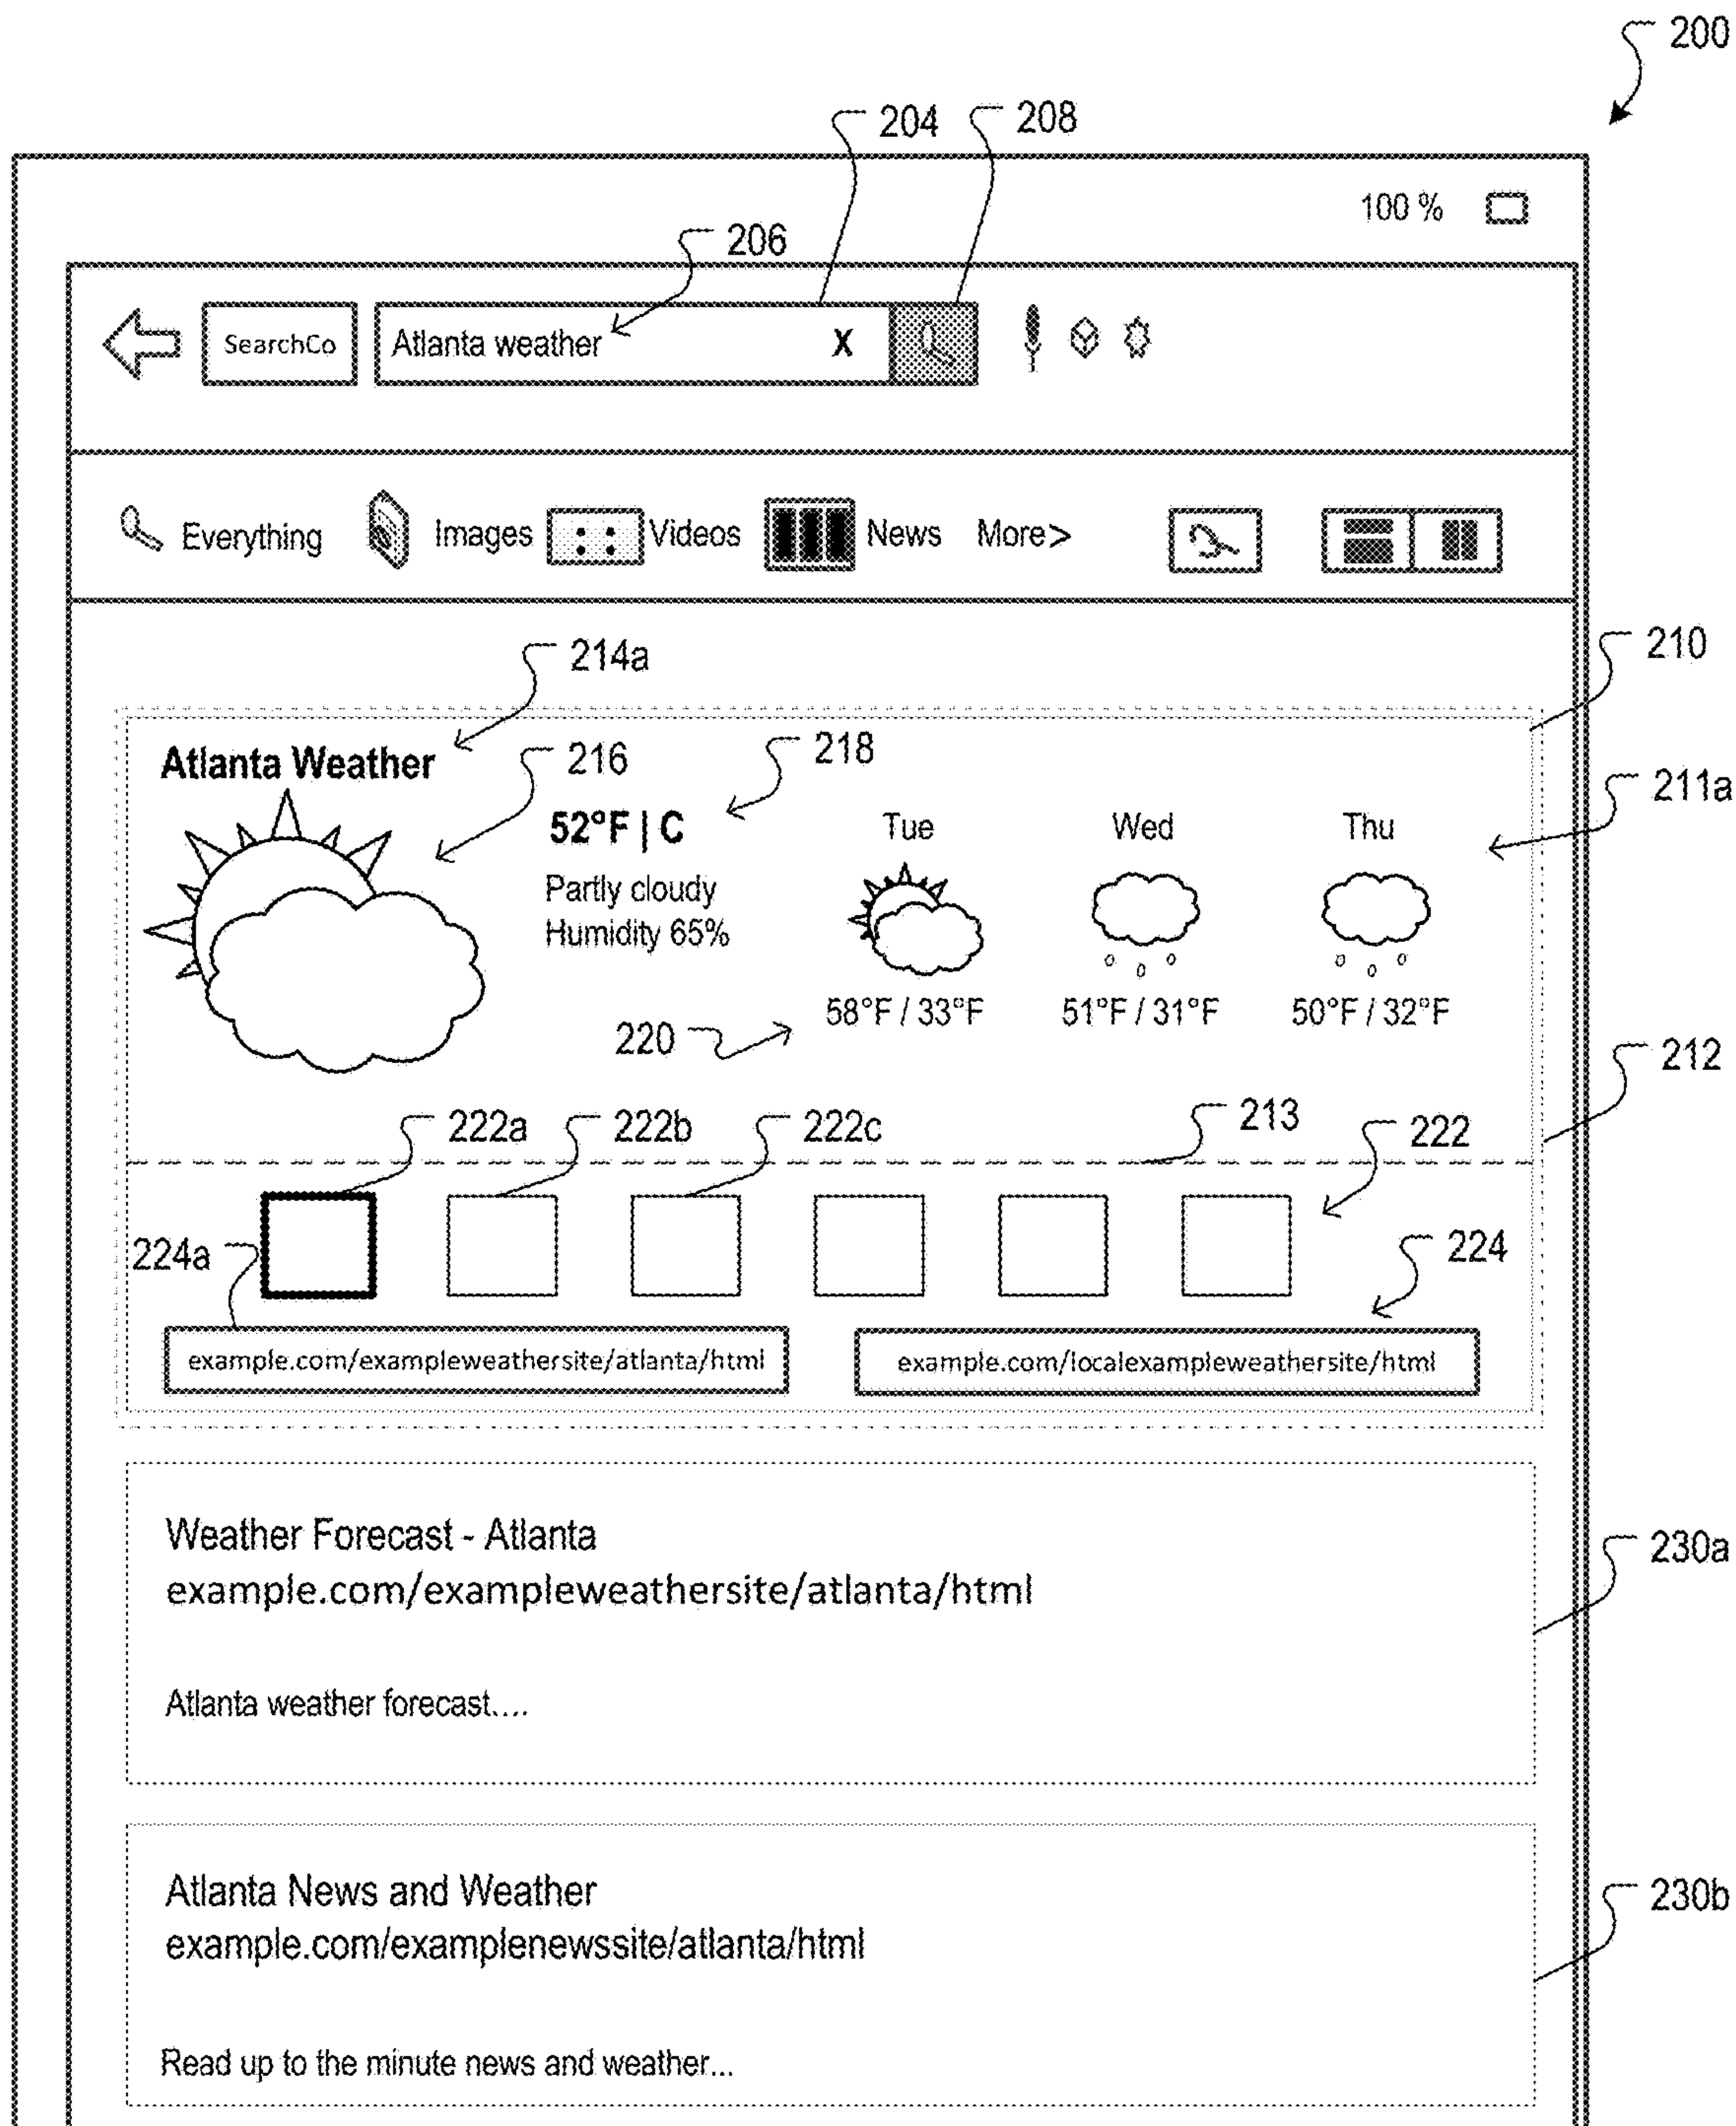 200
204 208
100 %
206
SearchCo Atlanta weather X
Everything Images Videos News More>
214a
210
Atlanta Weather
216
218
211a
52°F | C
Partly cloudy
Humidity 65%
Tue Wed Thu
58°F / 33°F 51°F / 31°F 50°F / 32°F
220
212
222a 222b 222c 213 222
224a
224
example.com/exampleweathersite/atlanta/html example.com/localexampleweathersite/html
Weather Forecast - Atlanta
example.com/exampleweathersite/atlanta/html
230a
Atlanta weather forecast....
Atlanta News and Weather
230b
example.com/examplenewssite/atlanta/html
Read up to the minute news and weather...